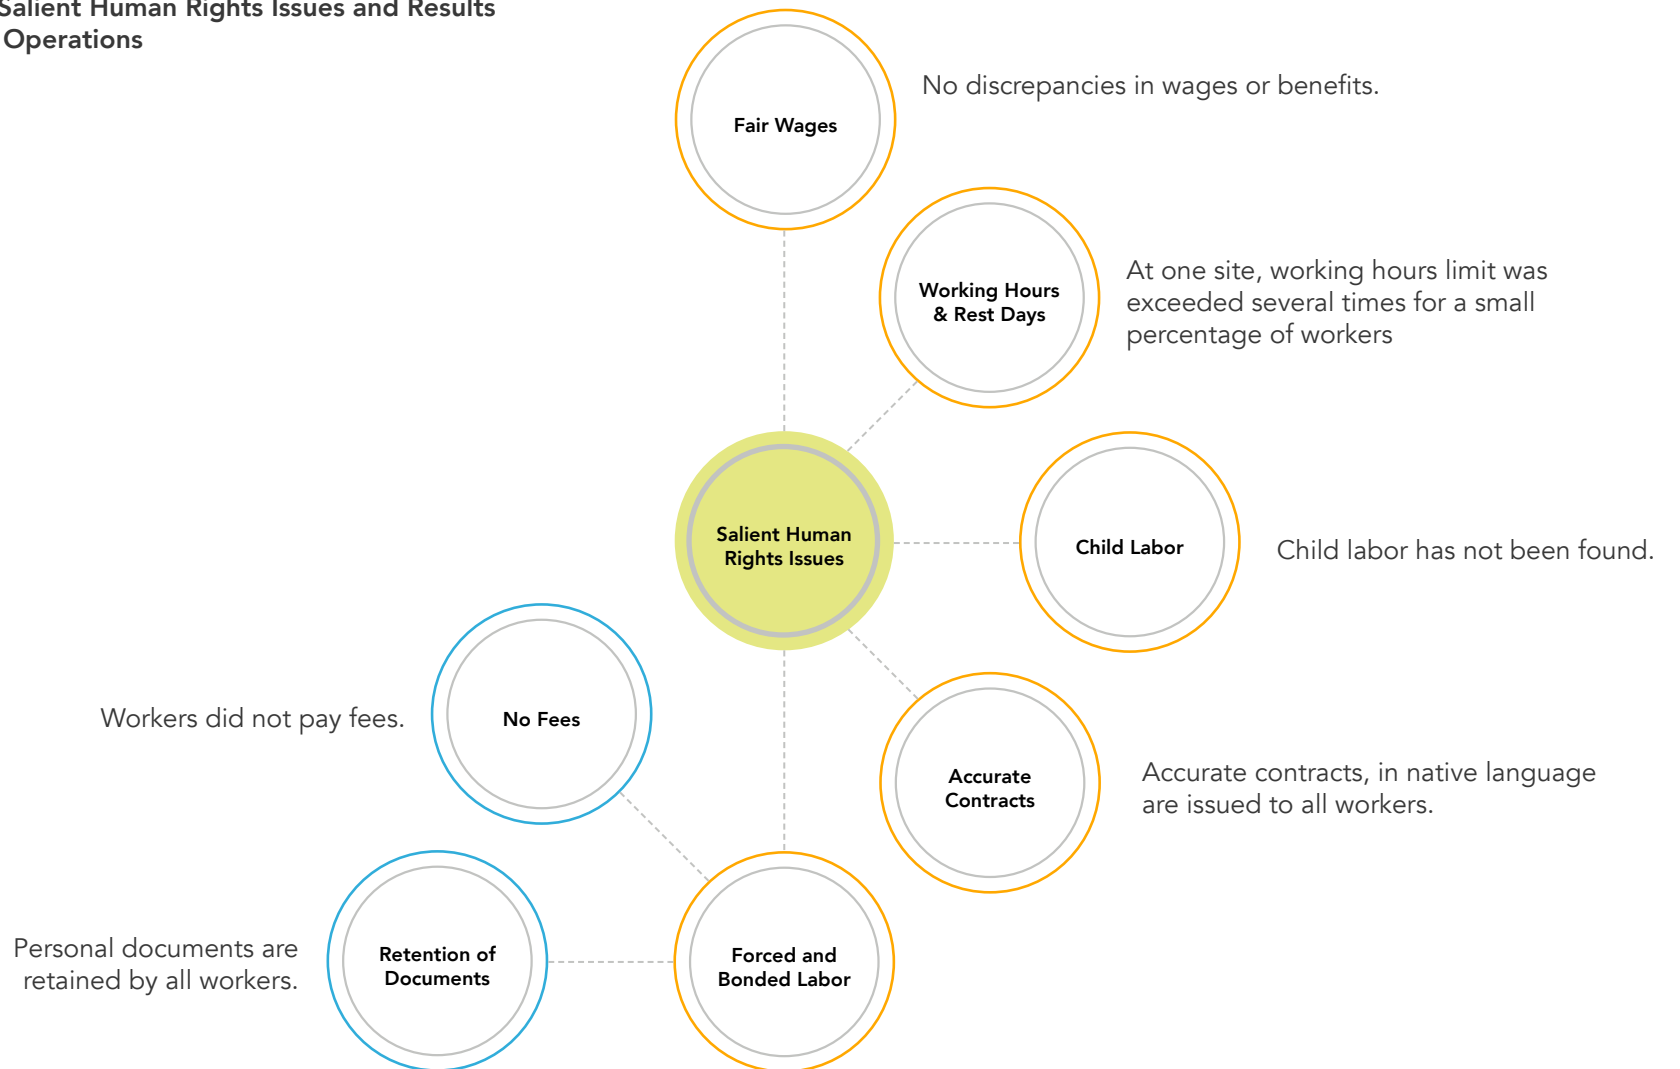 Salient Human Rights Issues and Results
Operations
Fair Wages
No discrepancies in wages or benefits.
Working Hours
& Rest Days
At one site, working hours limit was
exceeded several times for a small
percentage of workers
Salient Human
Rights Issues
Child Labor
Child labor has not been found.
Workers did not pay fees.
No Fees
Accurate
Contracts
Accurate contracts, in native language
are issued to all workers.
Personal documents are
retained by all workers.
Retention of
Documents
Forced and
Bonded Labor